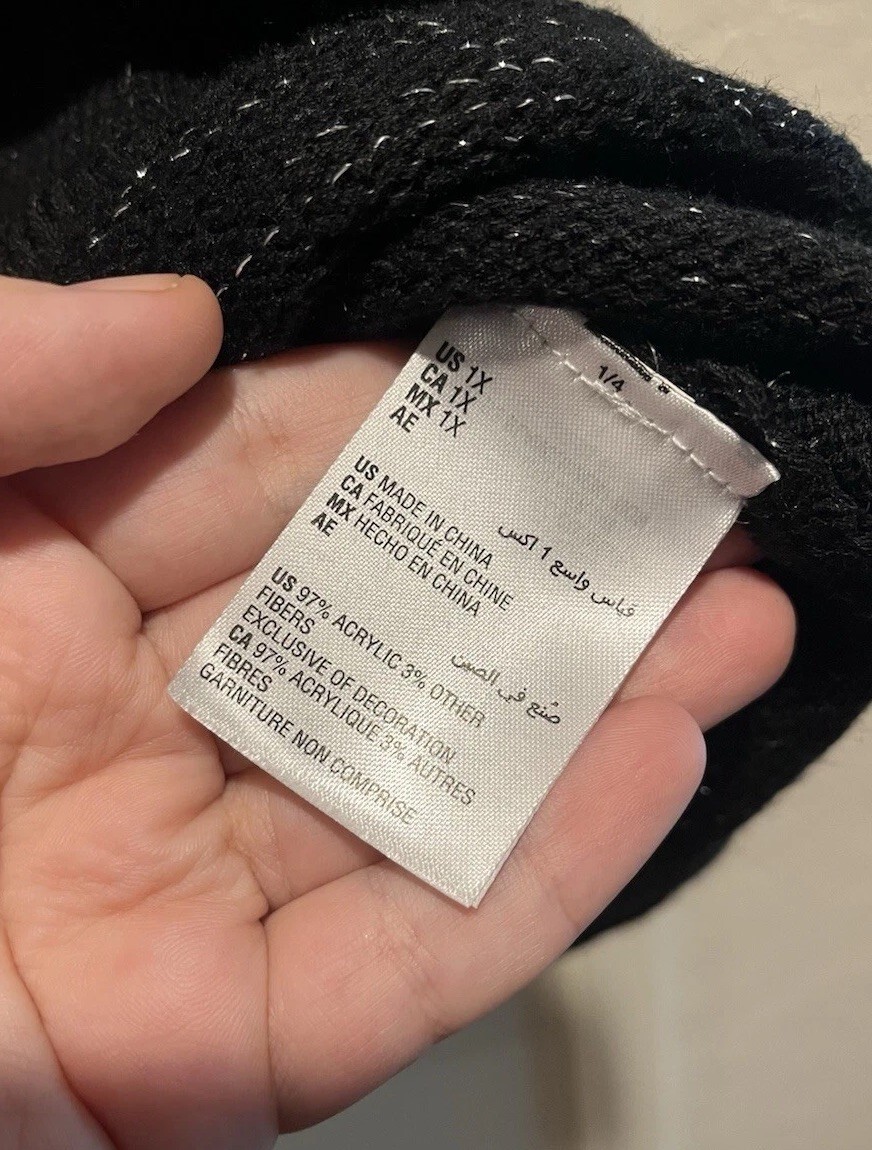 1/4
US 1X
CA 1X
MX 1X
AE
قياس واسع 1 اكس
US MADE IN CHINA
CA FABRIQUÉ EN CHINE
MX HECHO EN CHINA
AE
صُنع في الصين
US 97% ACRYLIC 3% OTHER
FIBERS
EXCLUSIVE OF DECORATION
CA 97% ACRYLIQUE 3% AUTRES
FIBRES
GARNITURE NON COMPRISE